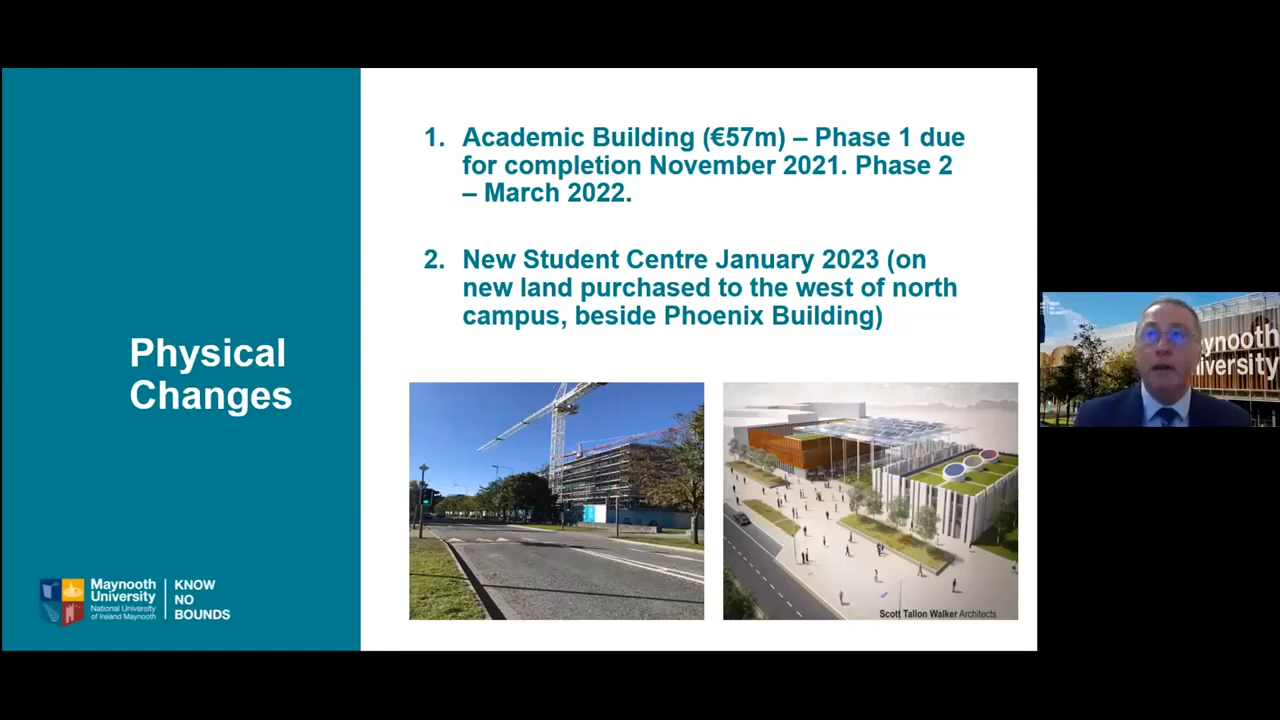 1. Academic Building (€57m) – Phase 1 due
for completion November 2021. Phase 2
– March 2022.
2. New Student Centre January 2023 (on
new land purchased to the west of north
campus, beside Phoenix Building)
Physical
Changes
Scott Tallon Walker Architects
Maynooth
University
National University
of Ireland Maynooth
KNOW
NO
BOUNDS
ynooth
iversity